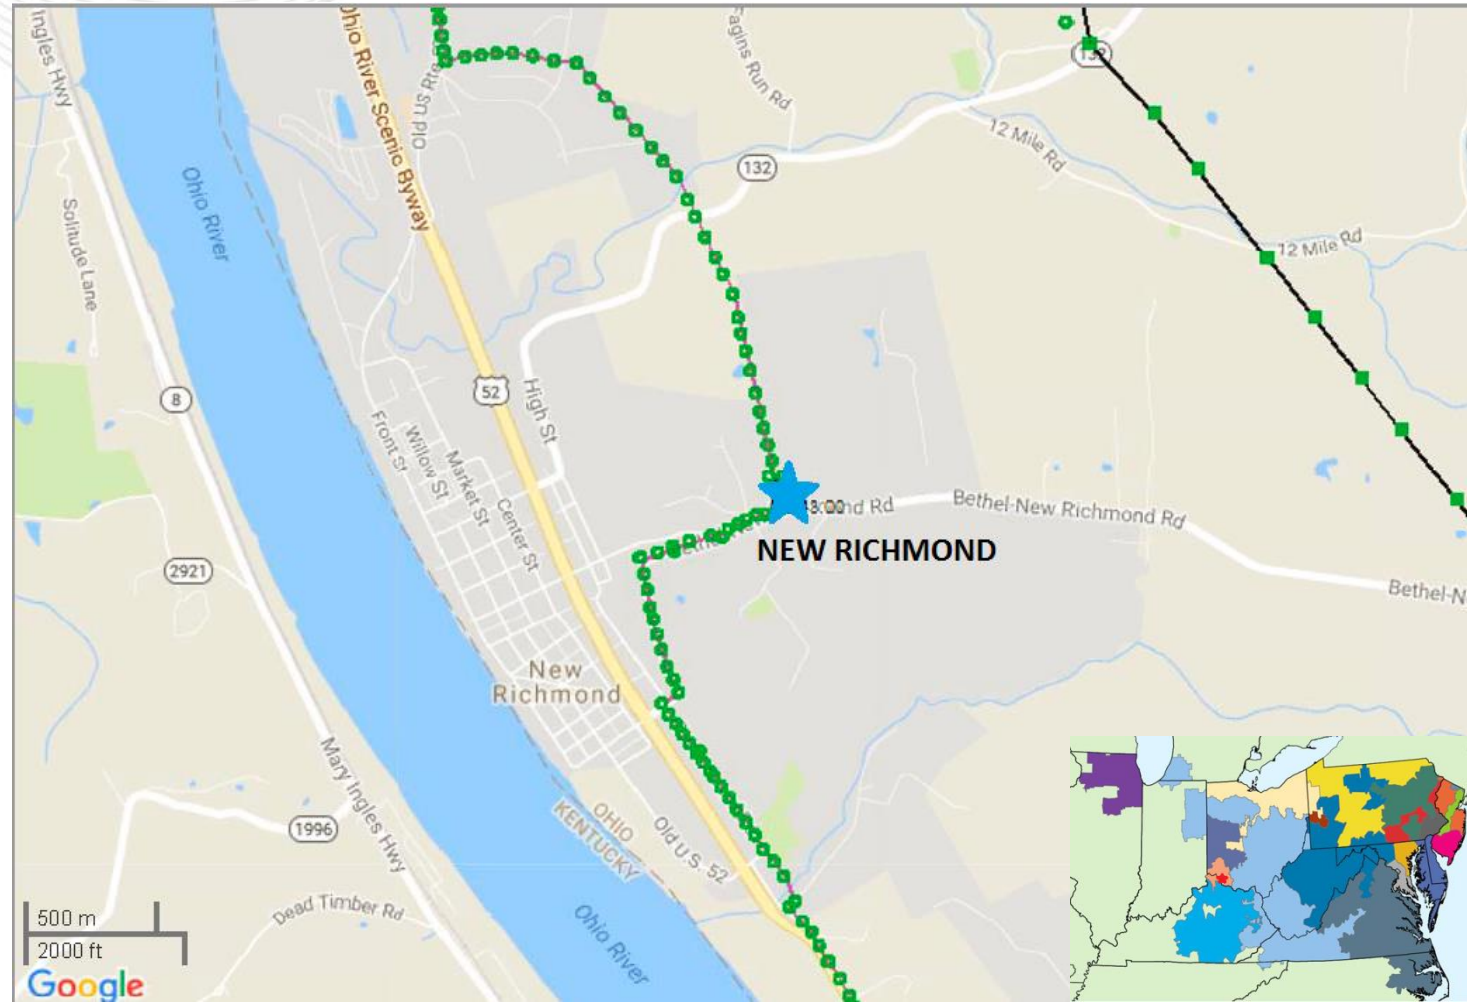 Ingles Hwy
Ohio River Scenic Byway
Old US Rte
agins Run Rd
132
12 Mile Rd
132
Ohio River
Solitude Lane
12 Mile Rd
8
52
High St
Front St
Willow St
Market St
Center St
Bethel-New Richmond Rd
NEW RICHMOND
2921
Bethel-N
New
Richmond
Mary Ingles Hwy
1996
OHIO
KENTUCKY
Old U.S. 52
Dead Timber Rd
Ohio River
500 m
2000 ft
Google